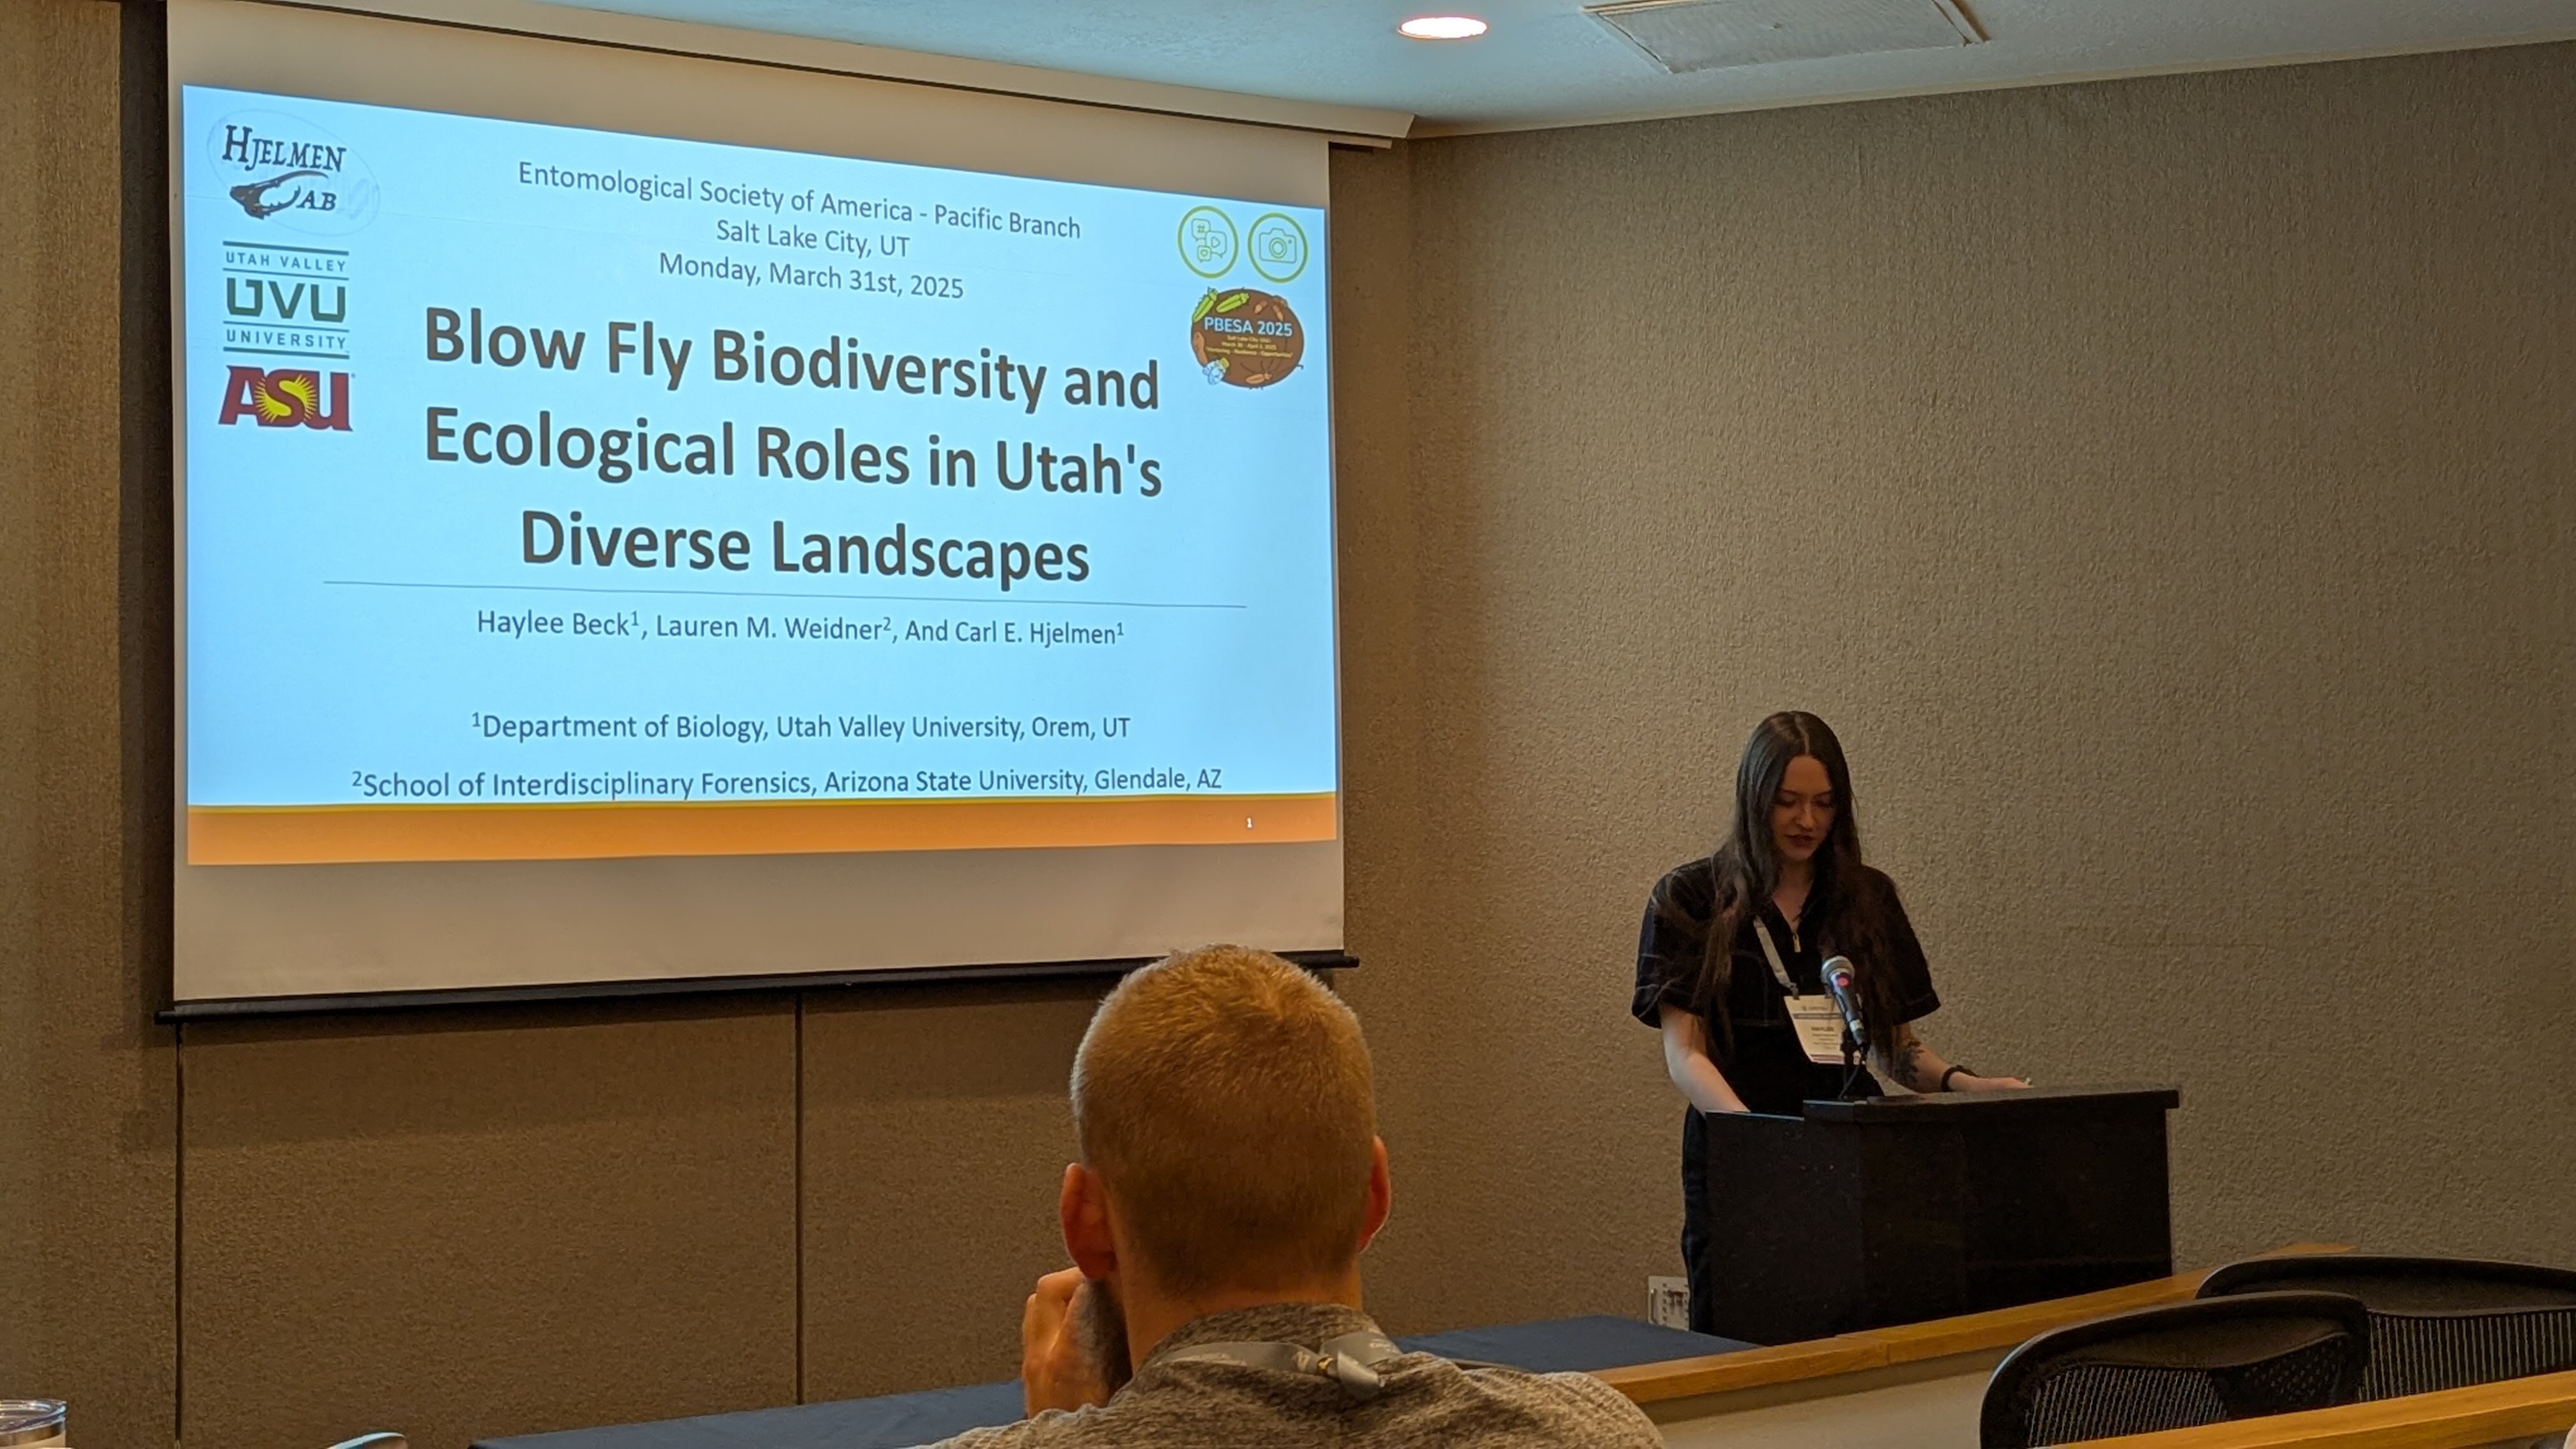 HJELMEN
LAB
UTAH VALLEY
UVU
UNIVERSITY
ASU
Entomological Society of America - Pacific Branch
Salt Lake City, UT
Monday, March 31st, 2025
PBESA 2025
Blow Fly Biodiversity and
Ecological Roles in Utah's
Diverse Landscapes
Haylee Beck¹, Lauren M. Weidner², And Carl E. Hjelmen¹
¹Department of Biology, Utah Valley University, Orem, UT
²School of Interdisciplinary Forensics, Arizona State University, Glendale, AZ
1